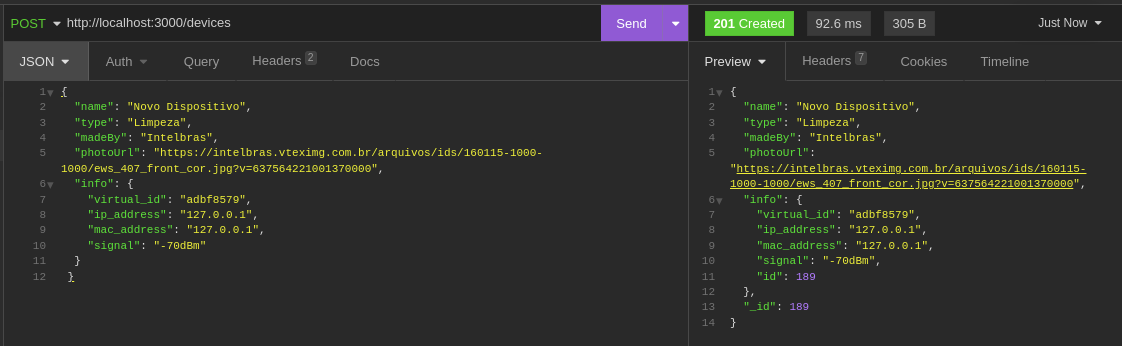 POST http://localhost:3000/devices Send 201 Created 92.6 ms 305 B Just Now
JSON Auth Query Headers 2 Docs
1 {
2 "name": "Novo Dispositivo",
3 "type": "Limpeza",
4 "madeBy": "Intelbras",
5 "photoUrl": "https://intelbras.vteximg.com.br/arquivos/ids/160115-1000-
1000/ews_407_front_cor.jpg?v=637564221001370000",
6 "info": {
7 "virtual_id": "adbf8579",
8 "ip_address": "127.0.0.1",
9 "mac_address": "127.0.0.1",
10 "signal": "-70dBm"
11 }
12 }
Preview Headers 7 Cookies Timeline
1 {
2 "name": "Novo Dispositivo",
3 "type": "Limpeza",
4 "madeBy": "Intelbras",
5 "photoUrl":
"https://intelbras.vteximg.com.br/arquivos/ids/160115-
1000-1000/ews_407_front_cor.jpg?v=637564221001370000",
6 "info": {
7 "virtual_id": "adbf8579",
8 "ip_address": "127.0.0.1",
9 "mac_address": "127.0.0.1",
10 "signal": "-70dBm",
11 "id": 189
12 },
13 "_id": 189
14 }